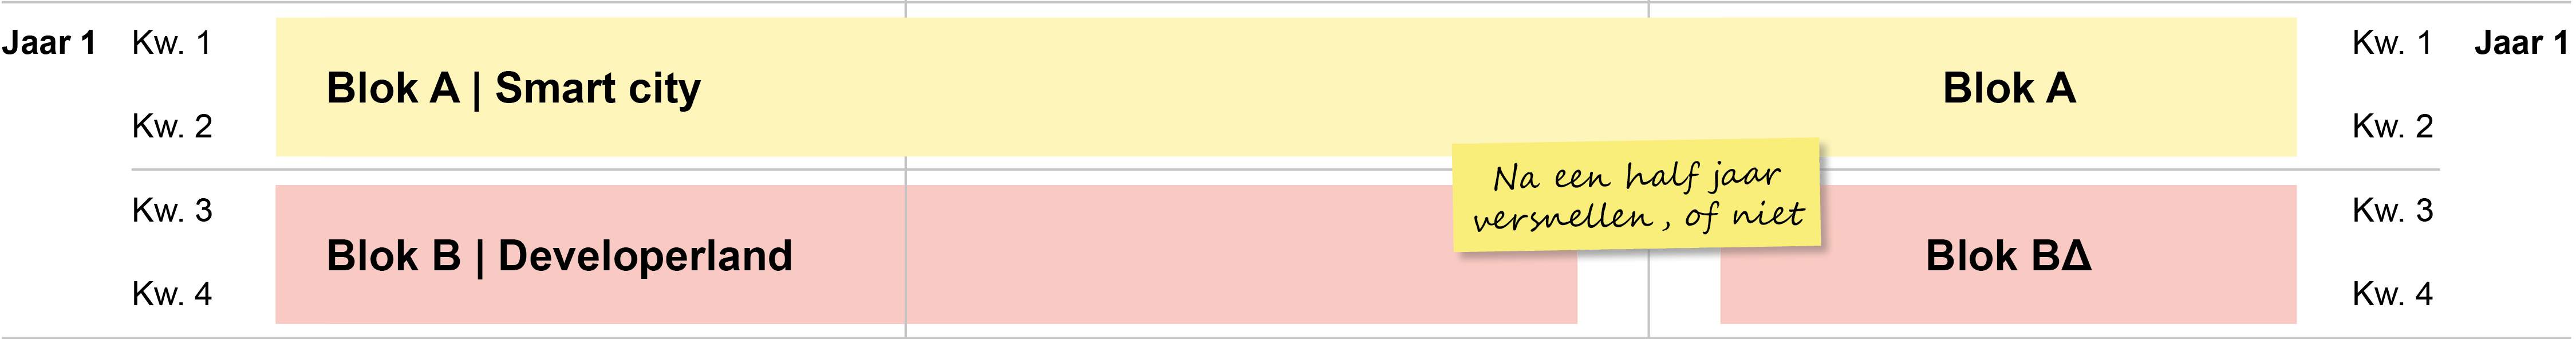 Jaar 1 Kw. 1 Kw. 1 Jaar 1
Blok A | Smart city Blok A
Kw. 2 Kw. 2
Na een half jaar
versnellen, of niet
Kw. 3 Kw. 3
Blok B | Developerland Blok BΔ
Kw. 4 Kw. 4